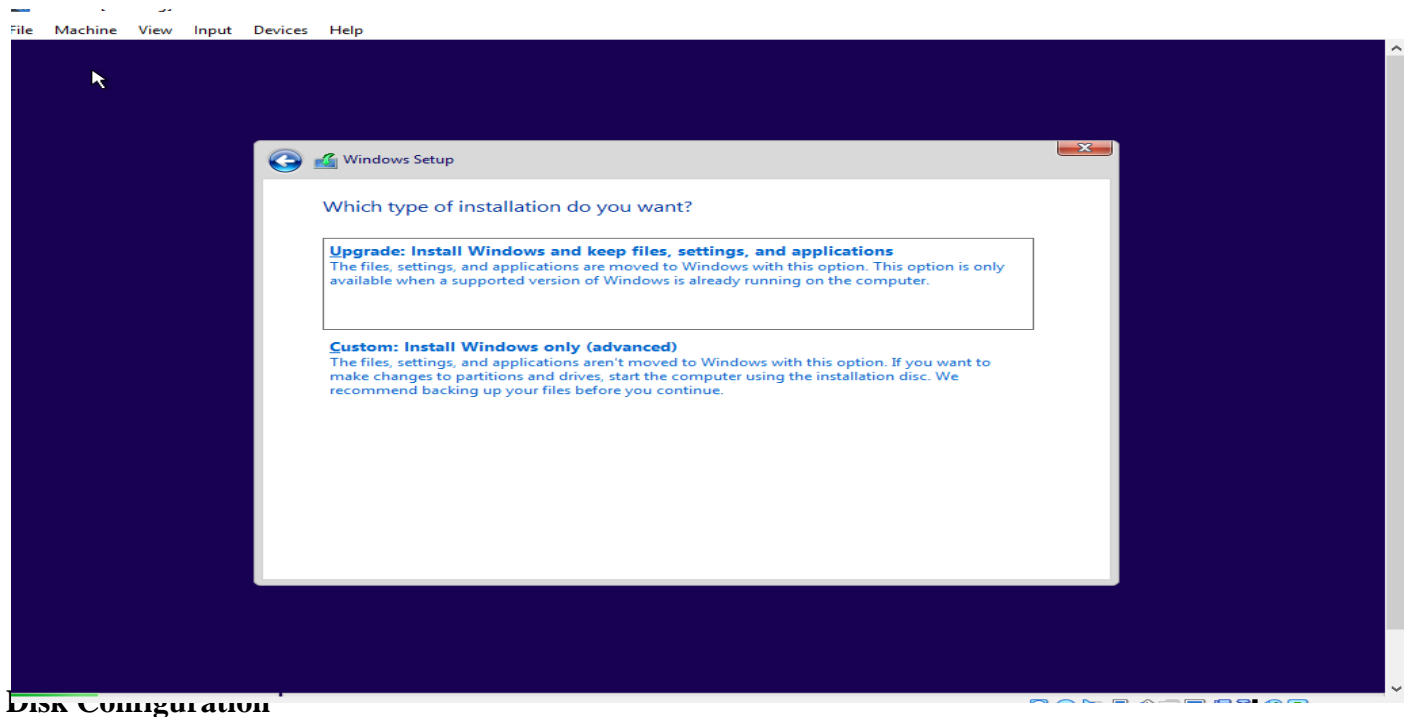 File Machine View Input Devices Help
Windows Setup
Which type of installation do you want?
Upgrade: Install Windows and keep files, settings, and applications
The files, settings, and applications are moved to Windows with this option. This option is only
available when a supported version of Windows is already running on the computer.
Custom: Install Windows only (advanced)
The files, settings, and applications aren't moved to Windows with this option. If you want to
make changes to partitions and drives, start the computer using the installation disc. We
recommend backing up your files before you continue.
Disk Configuration